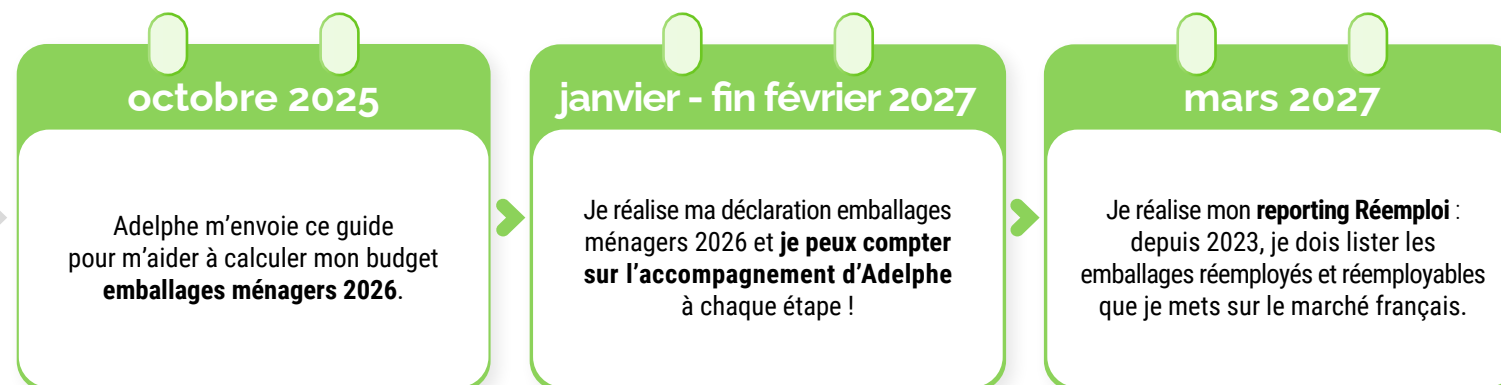 octobre 2025
Adelphe m’envoie ce guide
pour m’aider à calculer mon budget
emballages ménagers 2026.
janvier - fin février 2027
Je réalise ma déclaration emballages
ménagers 2026 et je peux compter
sur l’accompagnement d’Adelphe
à chaque étape !
mars 2027
Je réalise mon reporting Réemploi :
depuis 2023, je dois lister les
emballages réemployés et réemployables
que je mets sur le marché français.